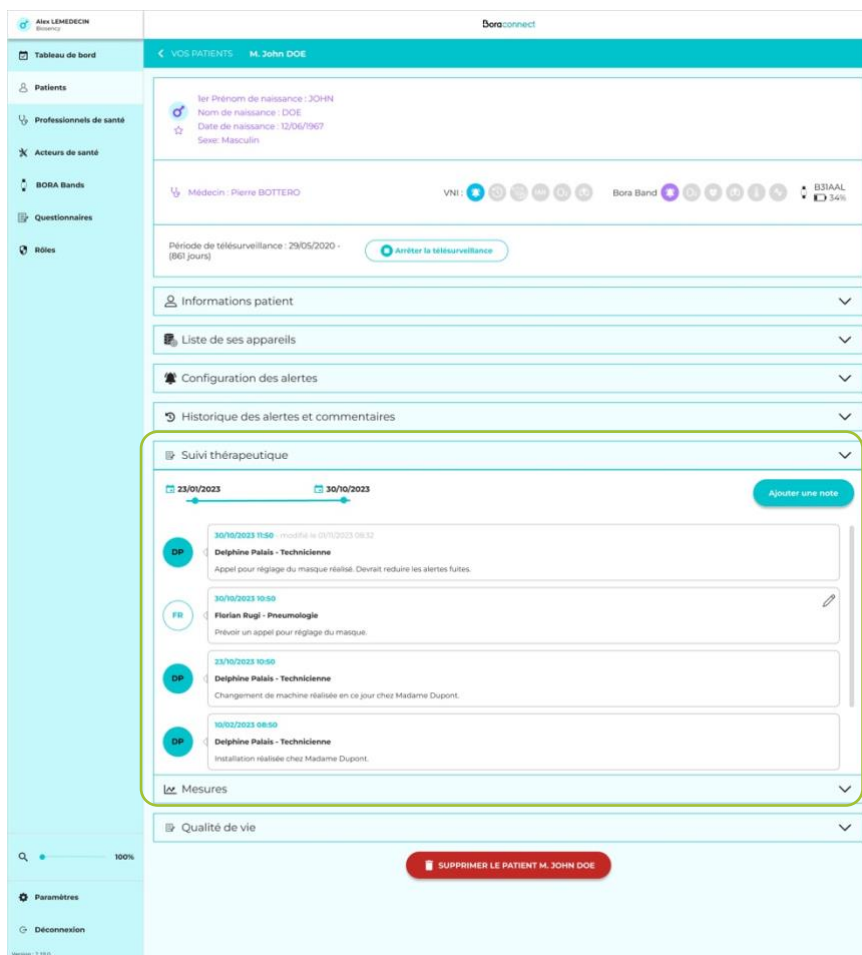 Alex LEMEDECIN
Biosency
Boraconnect
Tableau de bord
VOS PATIENTS M. John DOE
Patients
Professionnels de santé
Acteurs de santé
BORA Bands
Questionnaires
Rôles
1er Prénom de naissance : JOHN
Nom de naissance : DOE
Date de naissance : 12/06/1967
Sexe: Masculin
Médecin : Pierre BOTTERO
VNI :
Bora Band
B31AAL
34%
Période de télésurveillance : 29/05/2020 -
(861 jours)
Arrêter la télésurveillance
Informations patient
Liste de ses appareils
Configuration des alertes
Historique des alertes et commentaires
Suivi thérapeutique
23/01/2023 30/10/2023
Ajouter une note
30/10/2023 11:50 - modifié le 01/11/2023 08:32
DP
Delphine Palais - Technicienne
Appel pour réglage du masque réalisé. Devrait reduire les alertes fuites.
30/10/2023 10:50
FR
Florian Rugi - Pneumologie
Prévoir un appel pour réglage du masque.
23/10/2023 10:50
DP
Delphine Palais - Technicienne
Changement de machine réalisée en ce jour chez Madame Dupont.
10/02/2023 08:50
DP
Delphine Palais - Technicienne
Installation réalisée chez Madame Dupont.
Mesures
Qualité de vie
100%
SUPPRIMER LE PATIENT M. JOHN DOE
Paramètres
Déconnexion